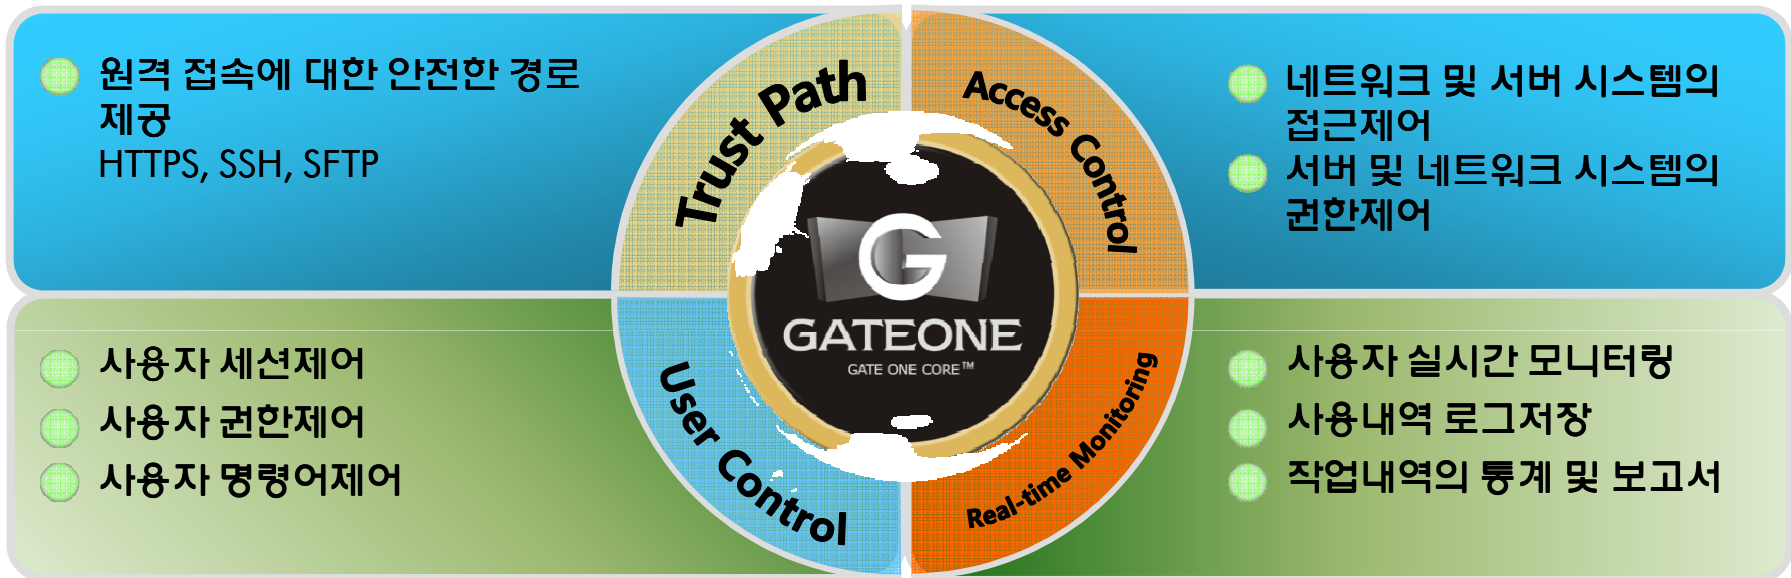 원격 접속에 대한 안전한 경로
제공
HTTPS, SSH, SFTP
Trust Path
Access Control
네트워크 및 서버 시스템의
접근제어
서버 및 네트워크 시스템의
권한제어
GATEONE
GATE ONE CORE™
사용자 세션제어
사용자 권한제어
사용자 명령어제어
User Control
Real-time Monitoring
사용자 실시간 모니터링
사용내역 로그저장
작업내역의 통계 및 보고서